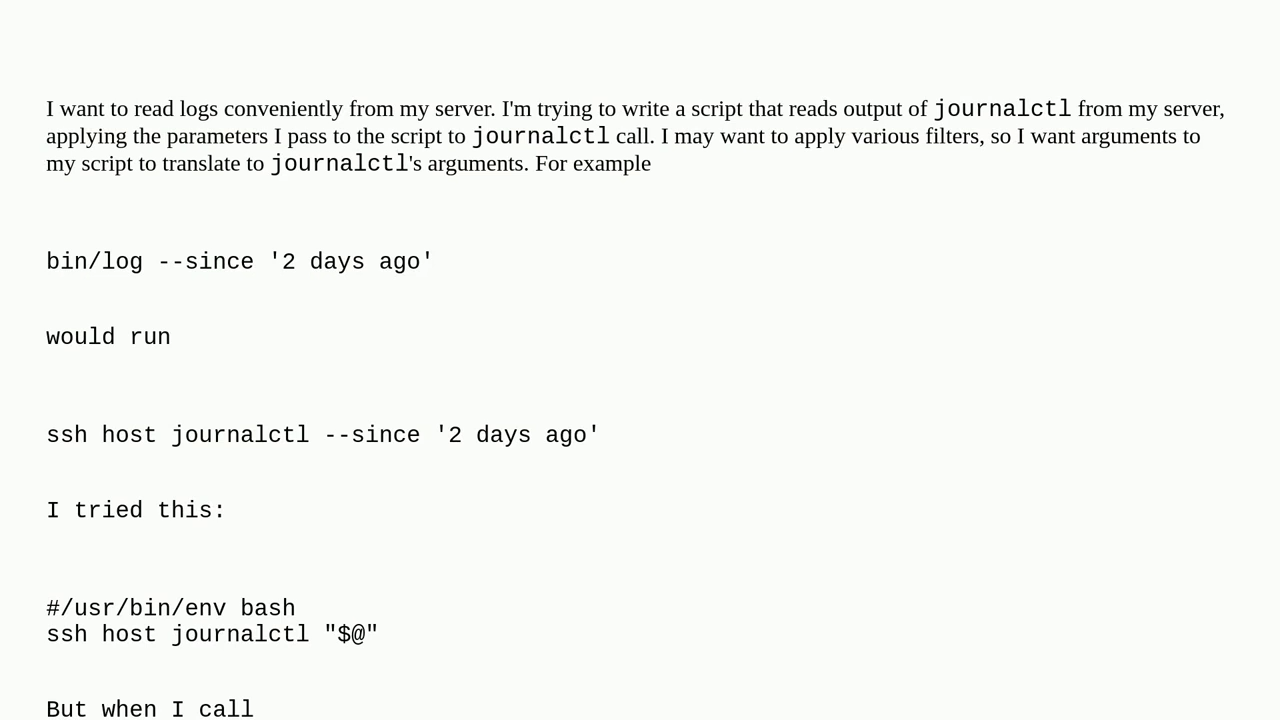 I want to read logs conveniently from my server. I'm trying to write a script that reads output of journalctl from my server,
applying the parameters I pass to the script to journalctl call. I may want to apply various filters, so I want arguments to
my script to translate to journalctl's arguments. For example
bin/log --since '2 days ago'
would run
ssh host journalctl --since '2 days ago'
I tried this:
#/usr/bin/env bash
ssh host journalctl "$@"
But when I call